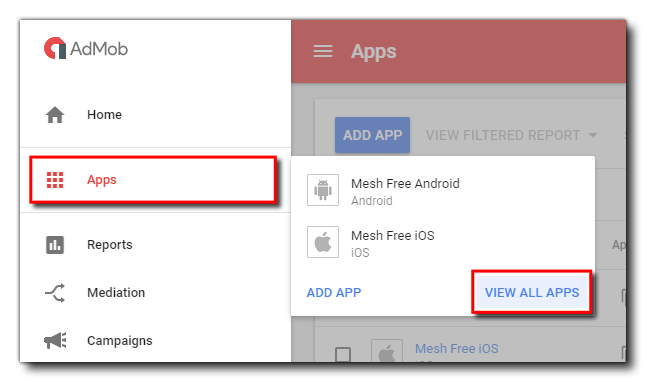 AdMob
Apps
Home
ADD APP
VIEW FILTERED REPORT
Apps
Mesh Free Android
Android
Mesh Free iOS
iOS
Reports
Ap
Mediation
ADD APP
VIEW ALL APPS
Campaigns
Mesh Free iOS